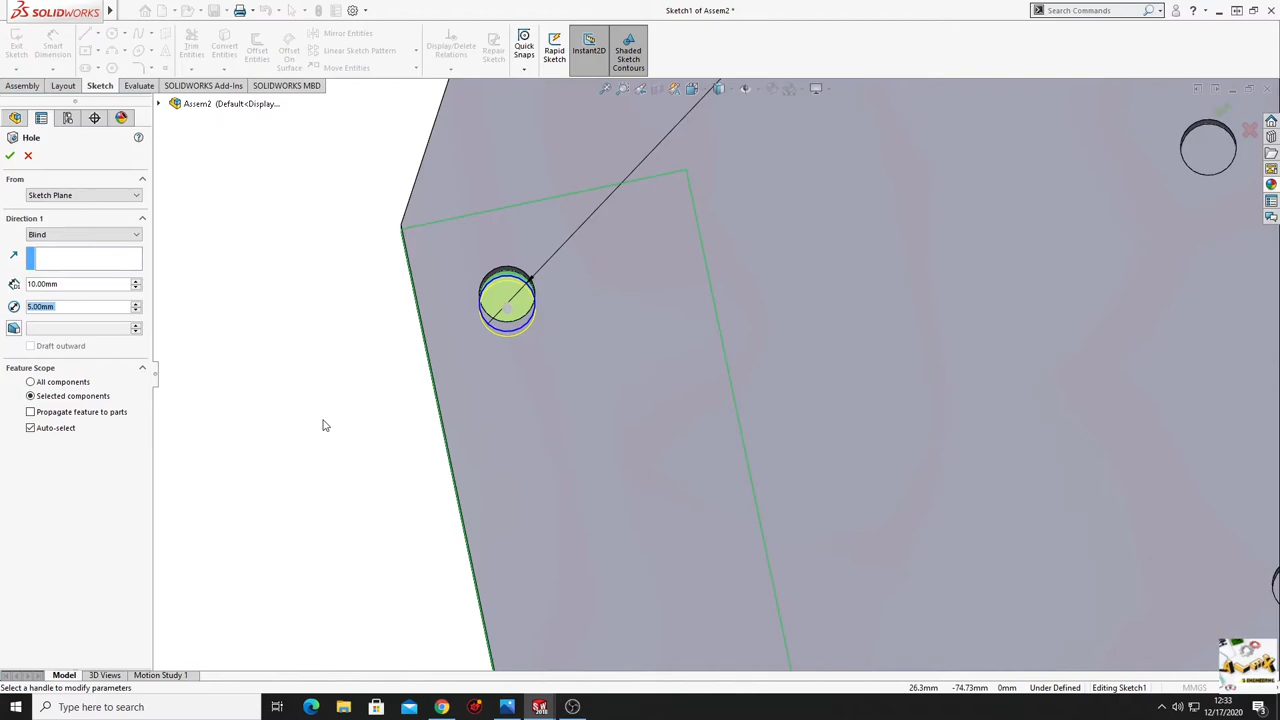 SOLIDWORKS
Sketch1 of Assem2 *
Search Commands
Exit Sketch
Smart Dimension
Trim Entities
Convert Entities
Offset Entities
Offset On Surface
Mirror Entities
Linear Sketch Pattern
Move Entities
Display/Delete Relations
Repair Sketch
Quick Snaps
Rapid Sketch
Instant2D
Shaded Sketch Contours
Assembly Layout Sketch Evaluate SOLIDWORKS Add-Ins SOLIDWORKS MBD
Assem2 (Default<Display...
Hole
From
Sketch Plane
Direction 1
Blind
10.00mm
5.00mm
Draft outward
Feature Scope
All components
Selected components
Propagate feature to parts
Auto-select
Model 3D Views Motion Study 1
Select a handle to modify parameters
26.3mm -74.73mm 0mm Under Defined Editing Sketch1 MMGS
Type here to search
12:33
12/17/2020